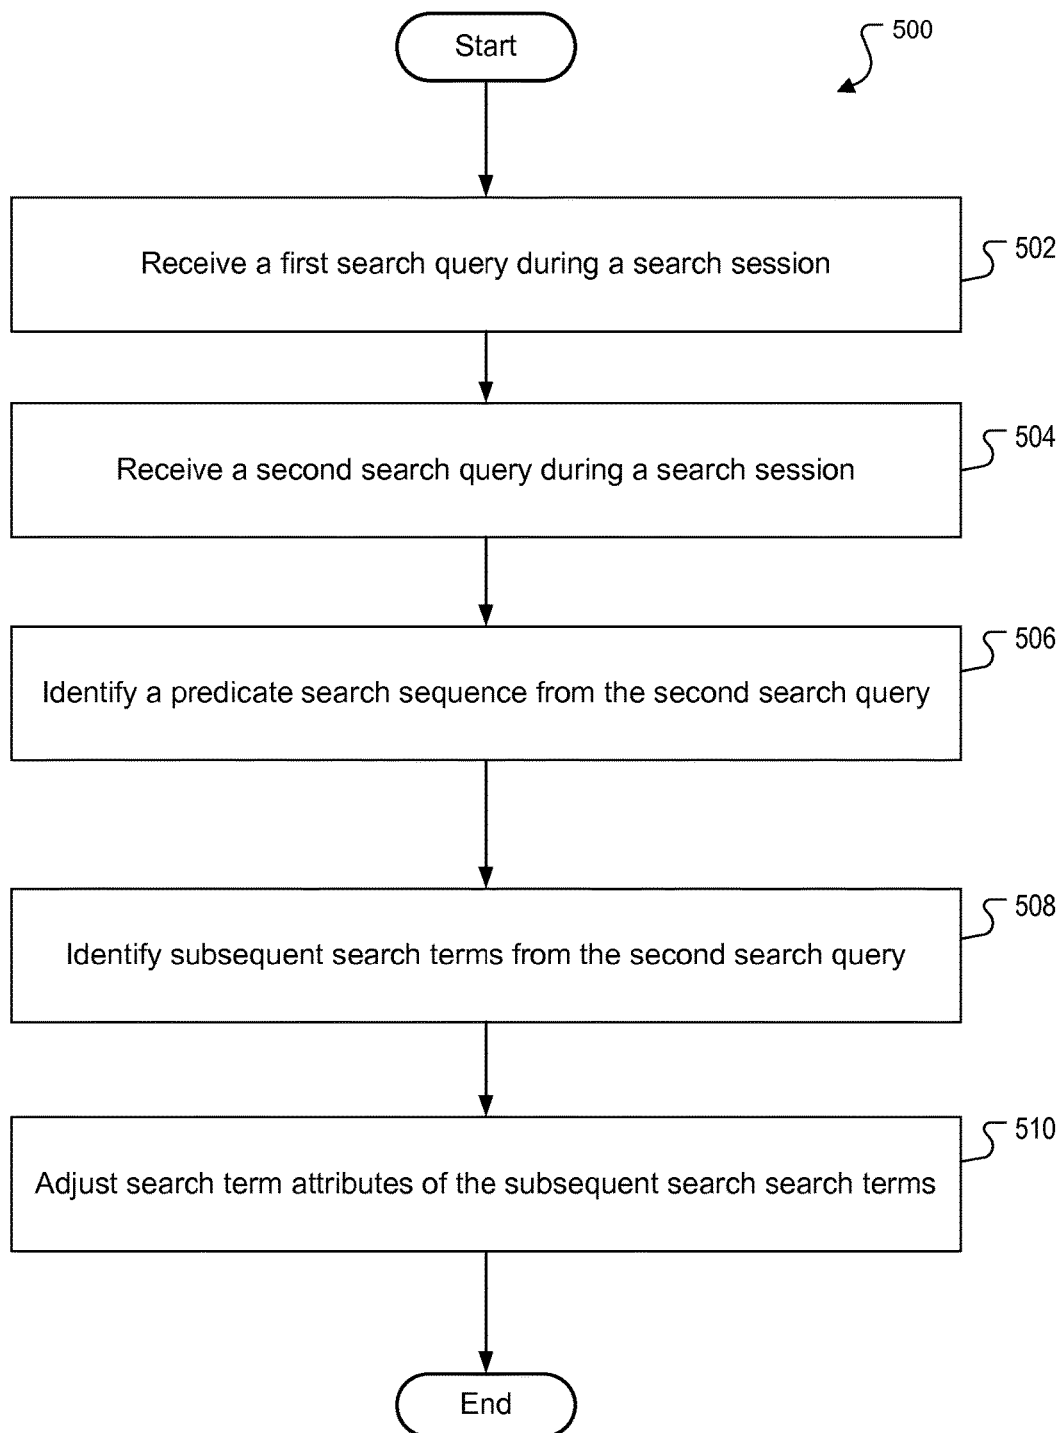 Start
500
Receive a first search query during a search session
502
Receive a second search query during a search session
504
Identify a predicate search sequence from the second search query
506
Identify subsequent search terms from the second search query
508
Adjust search term attributes of the subsequent search search terms
510
End